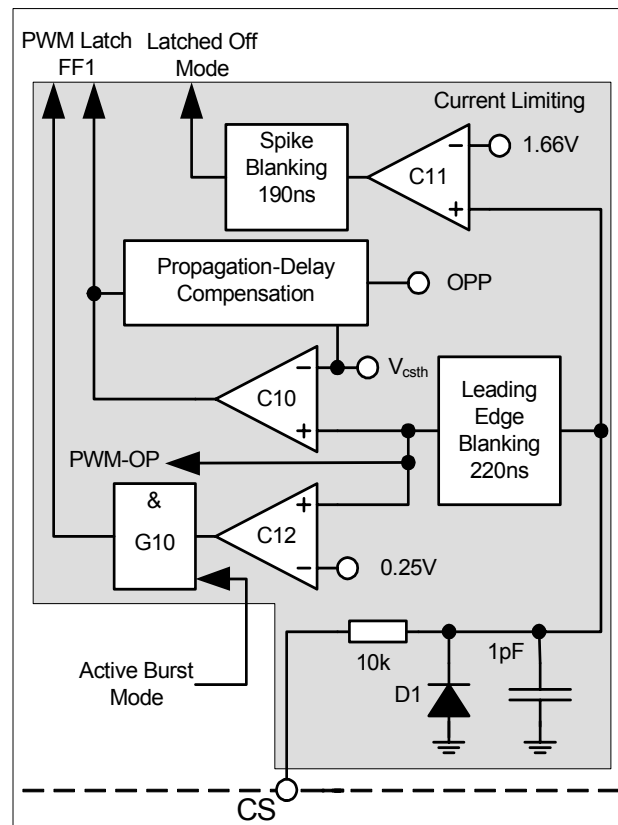 PWM Latch
FF1
Latched Off
Mode
Current Limiting
Spike
Blanking
190ns
C11
1.66V
Propagation-Delay
Compensation
OPP
C10
Vcsth
Leading
Edge
Blanking
220ns
PWM-OP
&
G10
C12
0.25V
Active Burst
Mode
10k
D1
1pF
CS